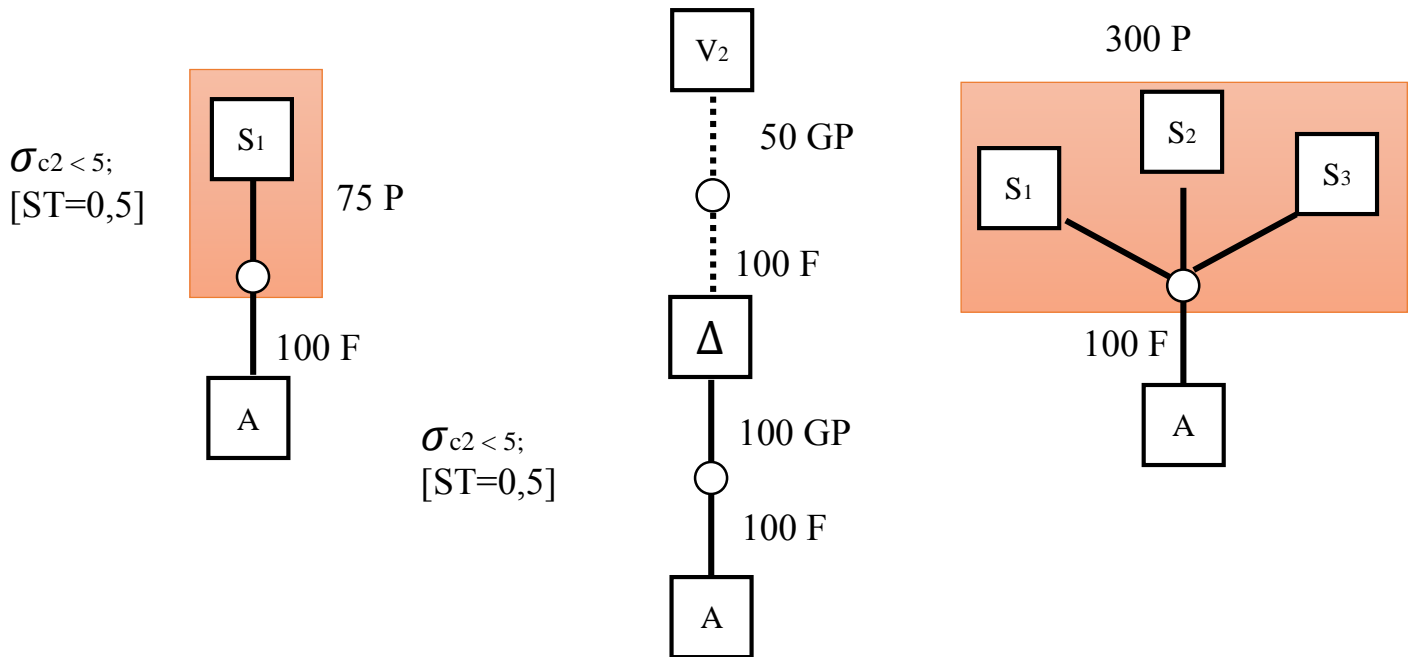 S1
σc2 < 5;
[ST=0,5]
75 P
100 F
A
V2
50 GP
100 F
Δ
σc2 < 5;
[ST=0,5]
100 GP
100 F
A
300 P
S1
S2
S3
100 F
A